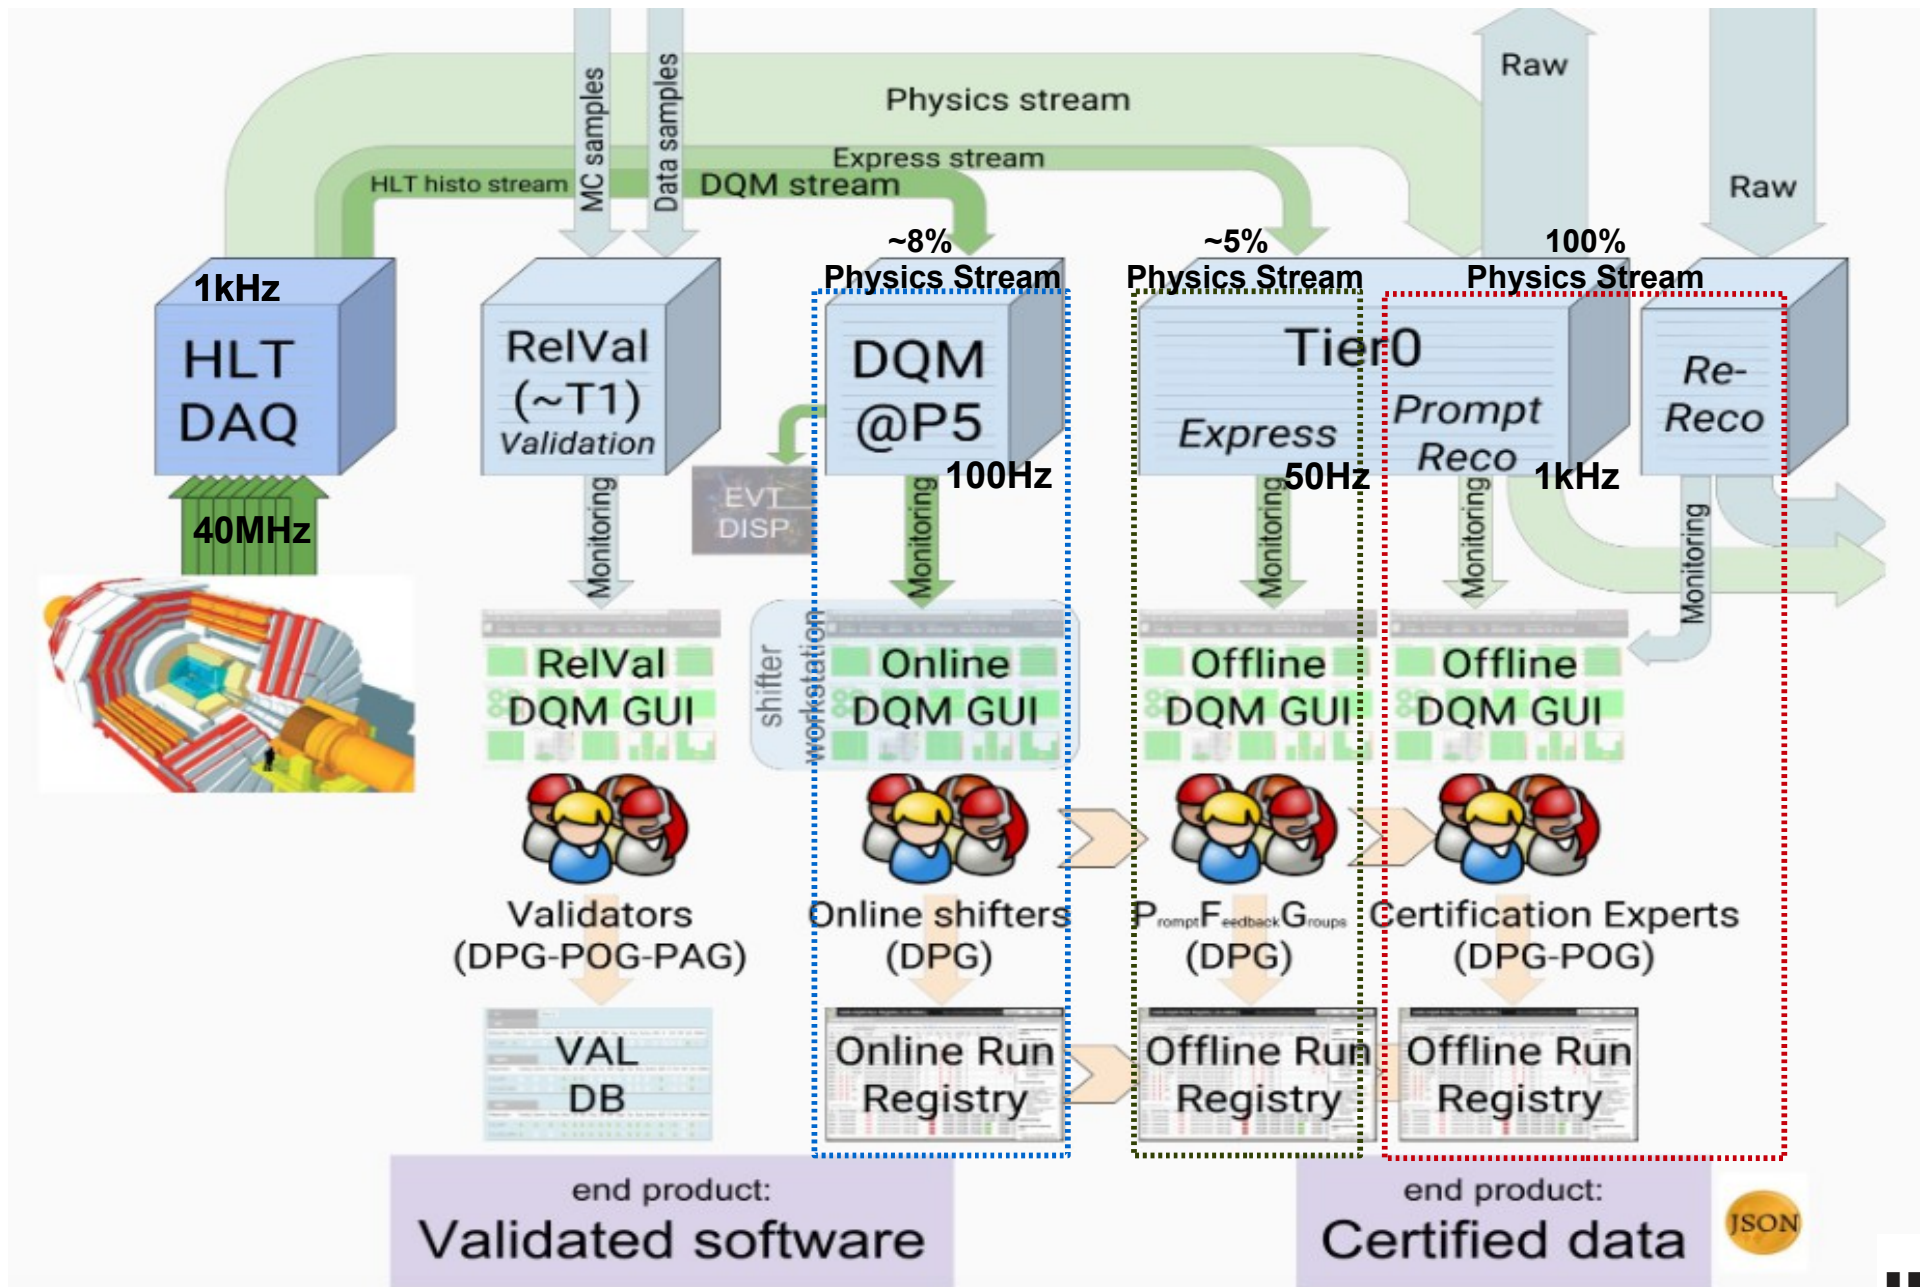 Raw
Physics stream
MC samples
Data samples
Express stream
HLT histo stream
DQM stream
Raw
~8%
Physics Stream
~5%
Physics Stream
100%
Physics Stream
1kHz
HLT
DAQ
40MHz
RelVal
(~T1)
Validation
DQM
@P5
100Hz
EVT
DISP
Tier0
Express
50Hz
Prompt
Reco
1kHz
Re-
Reco
Monitoring
Monitoring
Monitoring
Monitoring
Monitoring
RelVal
DQM GUI
shifter
workstation
Online
DQM GUI
Offline
DQM GUI
Offline
DQM GUI
Validators
(DPG-POG-PAG)
Online shifters
(DPG)
Prompt Feedback Groups
(DPG)
Certification Experts
(DPG-POG)
VAL
DB
Online Run
Registry
Offline Run
Registry
Offline Run
Registry
end product:
Validated software
end product:
Certified data
JSON